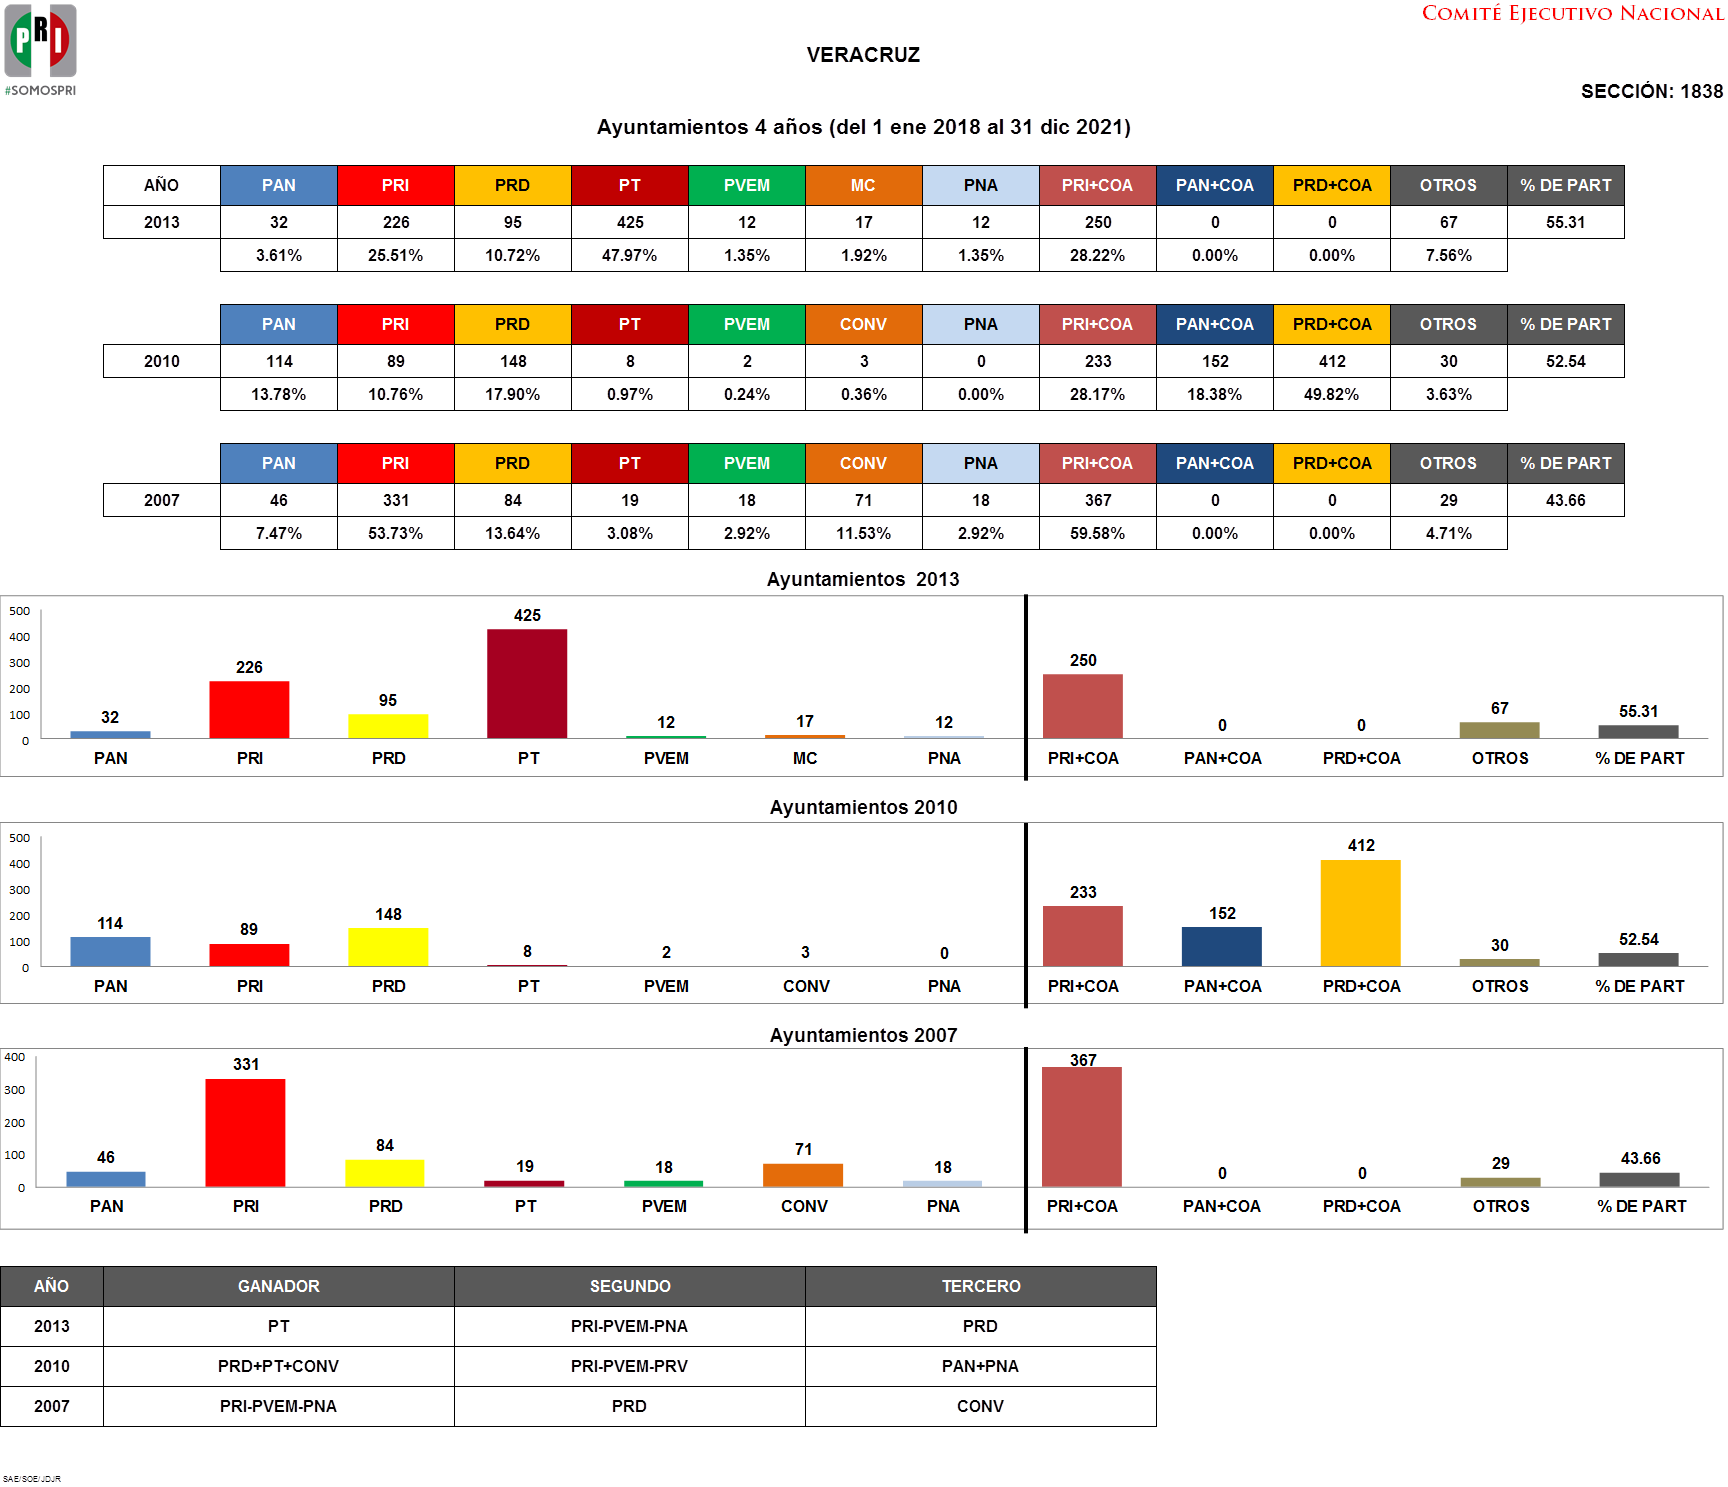 PRI
#SOMOSPRI
COMITÉ EJECUTIVO NACIONAL
VERACRUZ
SECCIÓN: 1838
Ayuntamientos 4 años (del 1 ene 2018 al 31 dic 2021)
AÑO PAN PRI PRD PT PVEM MC PNA PRI+COA PAN+COA PRD+COA OTROS % DE PART
2013 32 226 95 425 12 17 12 250 0 0 67 55.31
3.61% 25.51% 10.72% 47.97% 1.35% 1.92% 1.35% 28.22% 0.00% 0.00% 7.56%
PAN PRI PRD PT PVEM CONV PNA PRI+COA PAN+COA PRD+COA OTROS % DE PART
2010 114 89 148 8 2 3 0 233 152 412 30 52.54
13.78% 10.76% 17.90% 0.97% 0.24% 0.36% 0.00% 28.17% 18.38% 49.82% 3.63%
PAN PRI PRD PT PVEM CONV PNA PRI+COA PAN+COA PRD+COA OTROS % DE PART
2007 46 331 84 19 18 71 18 367 0 0 29 43.66
7.47% 53.73% 13.64% 3.08% 2.92% 11.53% 2.92% 59.58% 0.00% 0.00% 4.71%
Ayuntamientos 2013
500
400
300
200
100
0
32 226 95 425 12 17 12 250 0 0 67 55.31
PAN PRI PRD PT PVEM MC PNA PRI+COA PAN+COA PRD+COA OTROS % DE PART
Ayuntamientos 2010
500
400
300
200
100
0
114 89 148 8 2 3 0 233 152 412 30 52.54
PAN PRI PRD PT PVEM CONV PNA PRI+COA PAN+COA PRD+COA OTROS % DE PART
Ayuntamientos 2007
400
300
200
100
0
46 331 84 19 18 71 18 367 0 0 29 43.66
PAN PRI PRD PT PVEM CONV PNA PRI+COA PAN+COA PRD+COA OTROS % DE PART
AÑO GANADOR SEGUNDO TERCERO
2013 PT PRI-PVEM-PNA PRD
2010 PRD+PT+CONV PRI-PVEM-PRV PAN+PNA
2007 PRI-PVEM-PNA PRD CONV
SAE/SOE/JDJR